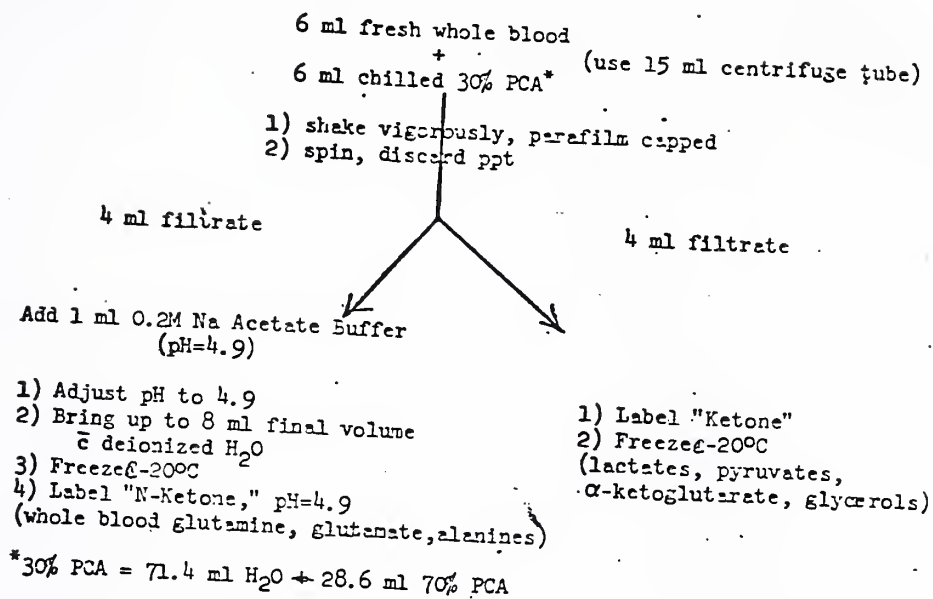 6 ml fresh whole blood
+
6 ml chilled 30% PCA*
(use 15 ml centrifuge tube)
1) shake vigorously, parafilm capped
2) spin, discard ppt
4 ml filtrate
4 ml filtrate
Add 1 ml 0.2M Na Acetate Buffer
(pH=4.9)
1) Adjust pH to 4.9
2) Bring up to 8 ml final volume
c̄ deionized H₂O
3) Freeze@-20°C
4) Label "N-Ketone," pH=4.9
(whole blood glutamine, glutamate, alanines)
1) Label "Ketone"
2) Freeze@-20°C
(lactates, pyruvates,
α-ketoglutarate, glycerols)
*30% PCA = 71.4 ml H₂O + 28.6 ml 70% PCA